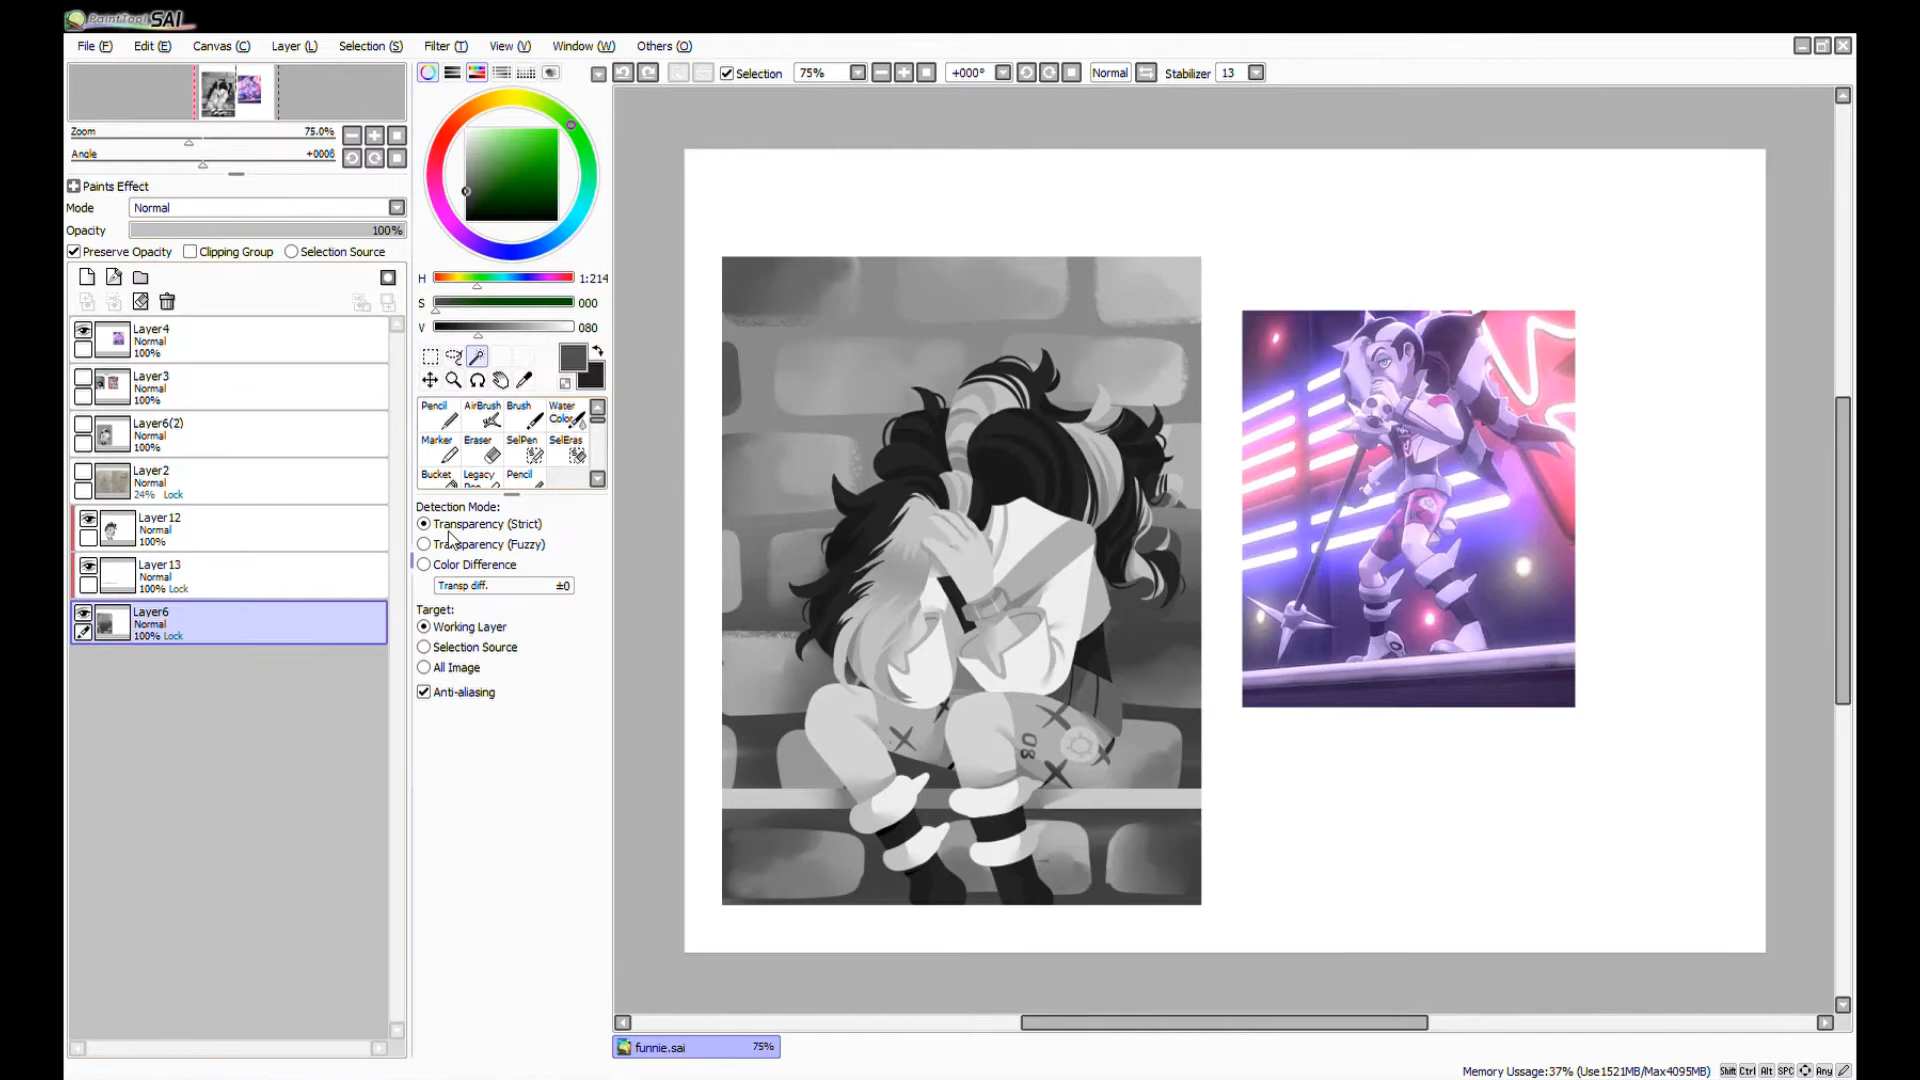 PaintTool SAI
File (F) Edit (E) Canvas (C) Layer (L) Selection (S) Filter (T) View (V) Window (W) Others (O)
Selection 75% +000° Normal Stabilizer 13
Zoom 75.0%
Angle +000°
Paints Effect
Mode Normal
Opacity 100%
Preserve Opacity Clipping Group Selection Source
Layer4
Normal
100%
Layer3
Normal
100%
Layer6(2)
Normal
100%
Layer2
Normal
24% Lock
Layer12
Normal
100%
Layer13
Normal
100% Lock
Layer6
Normal
100% Lock
H 1:214
S 000
V 080
Pencil AirBrush Brush Water
Color
Marker Eraser SelPen SelEras
Bucket Legacy Pencil
Pen
Detection Mode:
Transparency (Strict)
Transparency (Fuzzy)
Color Difference
Transp diff. ±0
Target:
Working Layer
Selection Source
All Image
Anti-aliasing
08
funnie.sai 75%
Memory Ussage:37% (Use1521MB/Max4095MB) Shift Ctrl Alt SPC Any